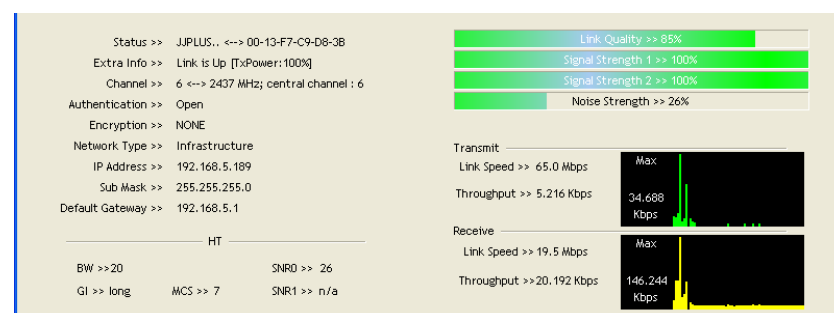 Status >> JJPLUS.. <--> 00-13-F7-C9-D8-3B
Extra Info >> Link is Up [TxPower:100%]
Channel >> 6 <--> 2437 MHz; central channel : 6
Authentication >> Open
Encryption >> NONE
Network Type >> Infrastructure
IP Address >> 192.168.5.189
Sub Mask >> 255.255.255.0
Default Gateway >> 192.168.5.1
HT
BW >>20 SNR0 >> 26
GI >> long MCS >> 7 SNR1 >> n/a
Link Quality >> 85%
Signal Strength 1 >> 100%
Signal Strength 2 >> 100%
Noise Strength >> 26%
Transmit
Link Speed >> 65.0 Mbps
Throughput >> 5.216 Kbps
Max
34.688
Kbps
Receive
Link Speed >> 19.5 Mbps
Throughput >>20.192 Kbps
Max
146.244
Kbps